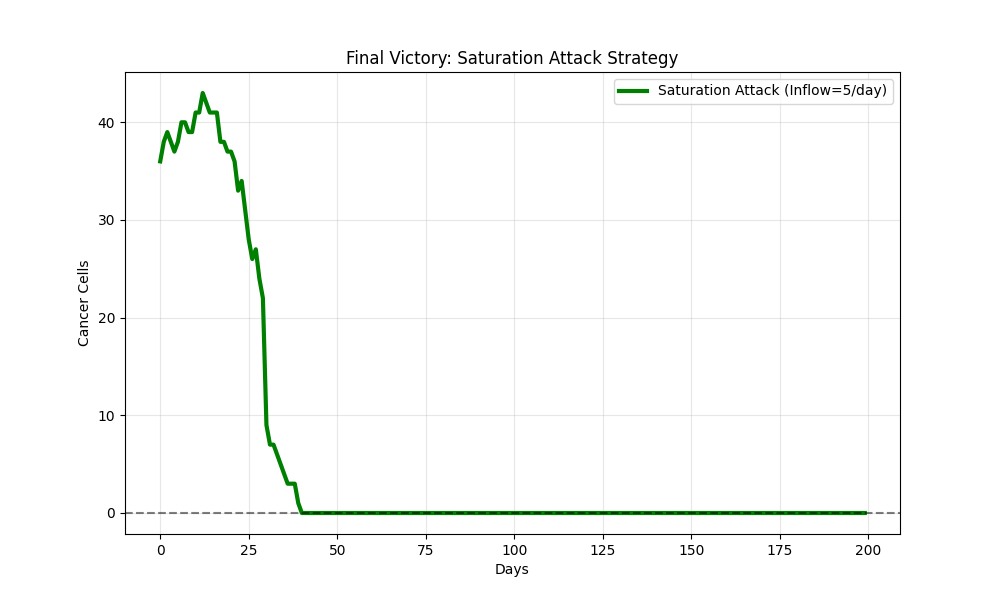 Final Victory: Saturation Attack Strategy
Saturation Attack (Inflow=5/day)
Cancer Cells
40
30
20
10
0
0 25 50 75 100 125 150 175 200
Days